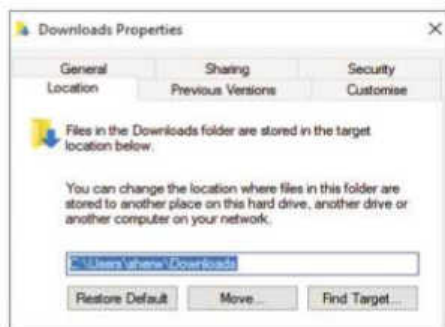 Downloads Properties
General Sharing Security
Location Previous Versions Customise
Files in the Downloads folder are stored in the target
location below.
You can change the location where files in this folder are
stored to another place on this hard drive, another drive or
another computer on your network.
C:\Users\aherw\Downloads
Restore Default Move... Find Target...